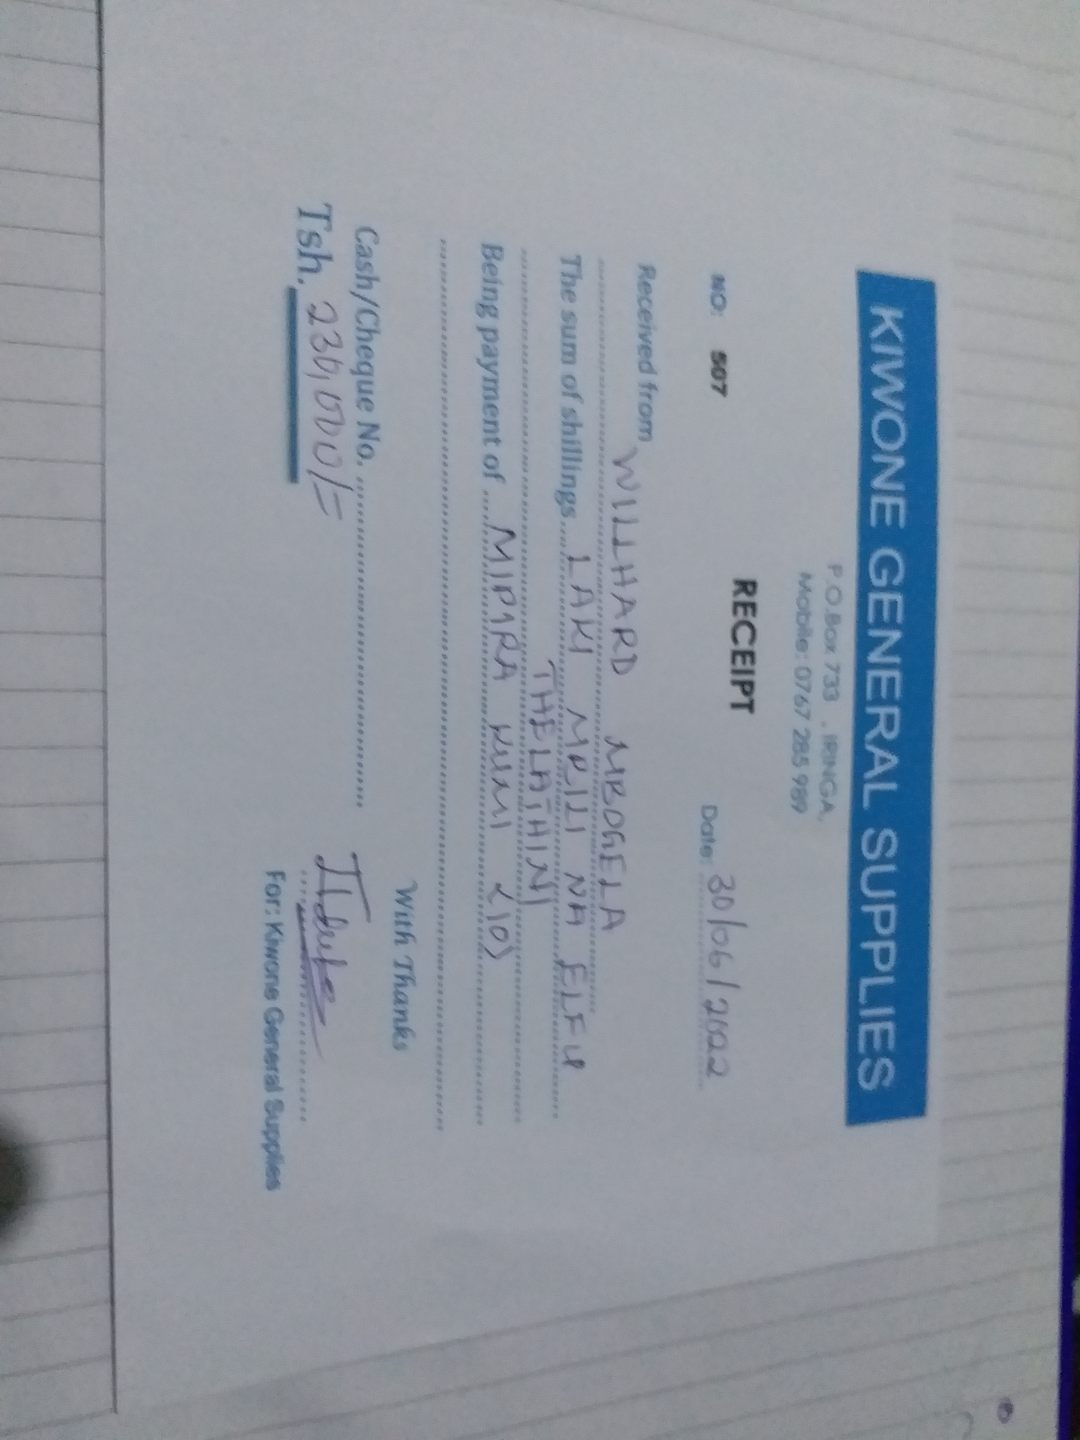 KIWONE GENERAL SUPPLIES
P.O.Box 733 , IRINGA,
Mobile: 0767 285 989
RECEIPT
NO: 507 Date: 30/06/2022
Received from WILLHARD MBOGELA
The sum of shillings LAKI MBILI NA ELFU
THELATHINI
Being payment of MIPIRA KUMI <10>
Cash/Cheque No.
With Thanks
Tsh. 230,000/=
For: Kiwone General Supplies